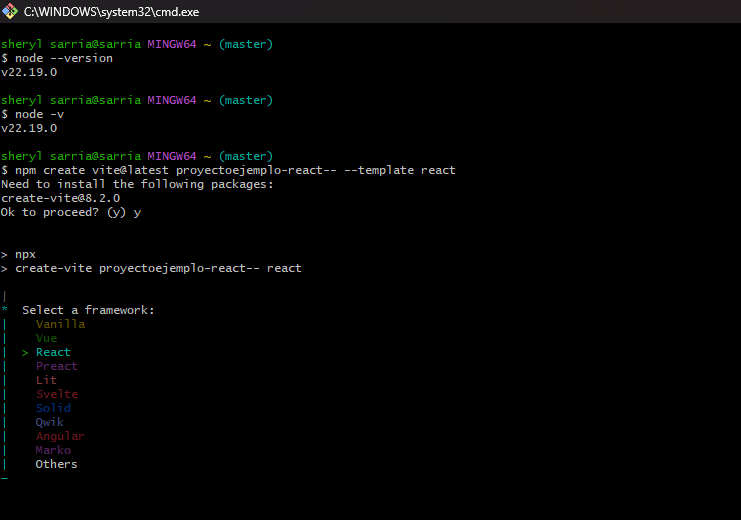 C:\WINDOWS\system32\cmd.exe
sheryl sarria@sarria MINGW64 ~ (master)
$ node --version
v22.19.0
sheryl sarria@sarria MINGW64 ~ (master)
$ node -v
v22.19.0
sheryl sarria@sarria MINGW64 ~ (master)
$ npm create vite@latest proyectoejemplo-react-- --template react
Need to install the following packages:
create-vite@8.2.0
Ok to proceed? (y) y
> npx
> create-vite proyectoejemplo-react-- react
|
*  Select a framework:
|    Vanilla
|    Vue
|  > React
|    Preact
|    Lit
|    Svelte
|    Solid
|    Qwik
|    Angular
|    Marko
|    Others
—